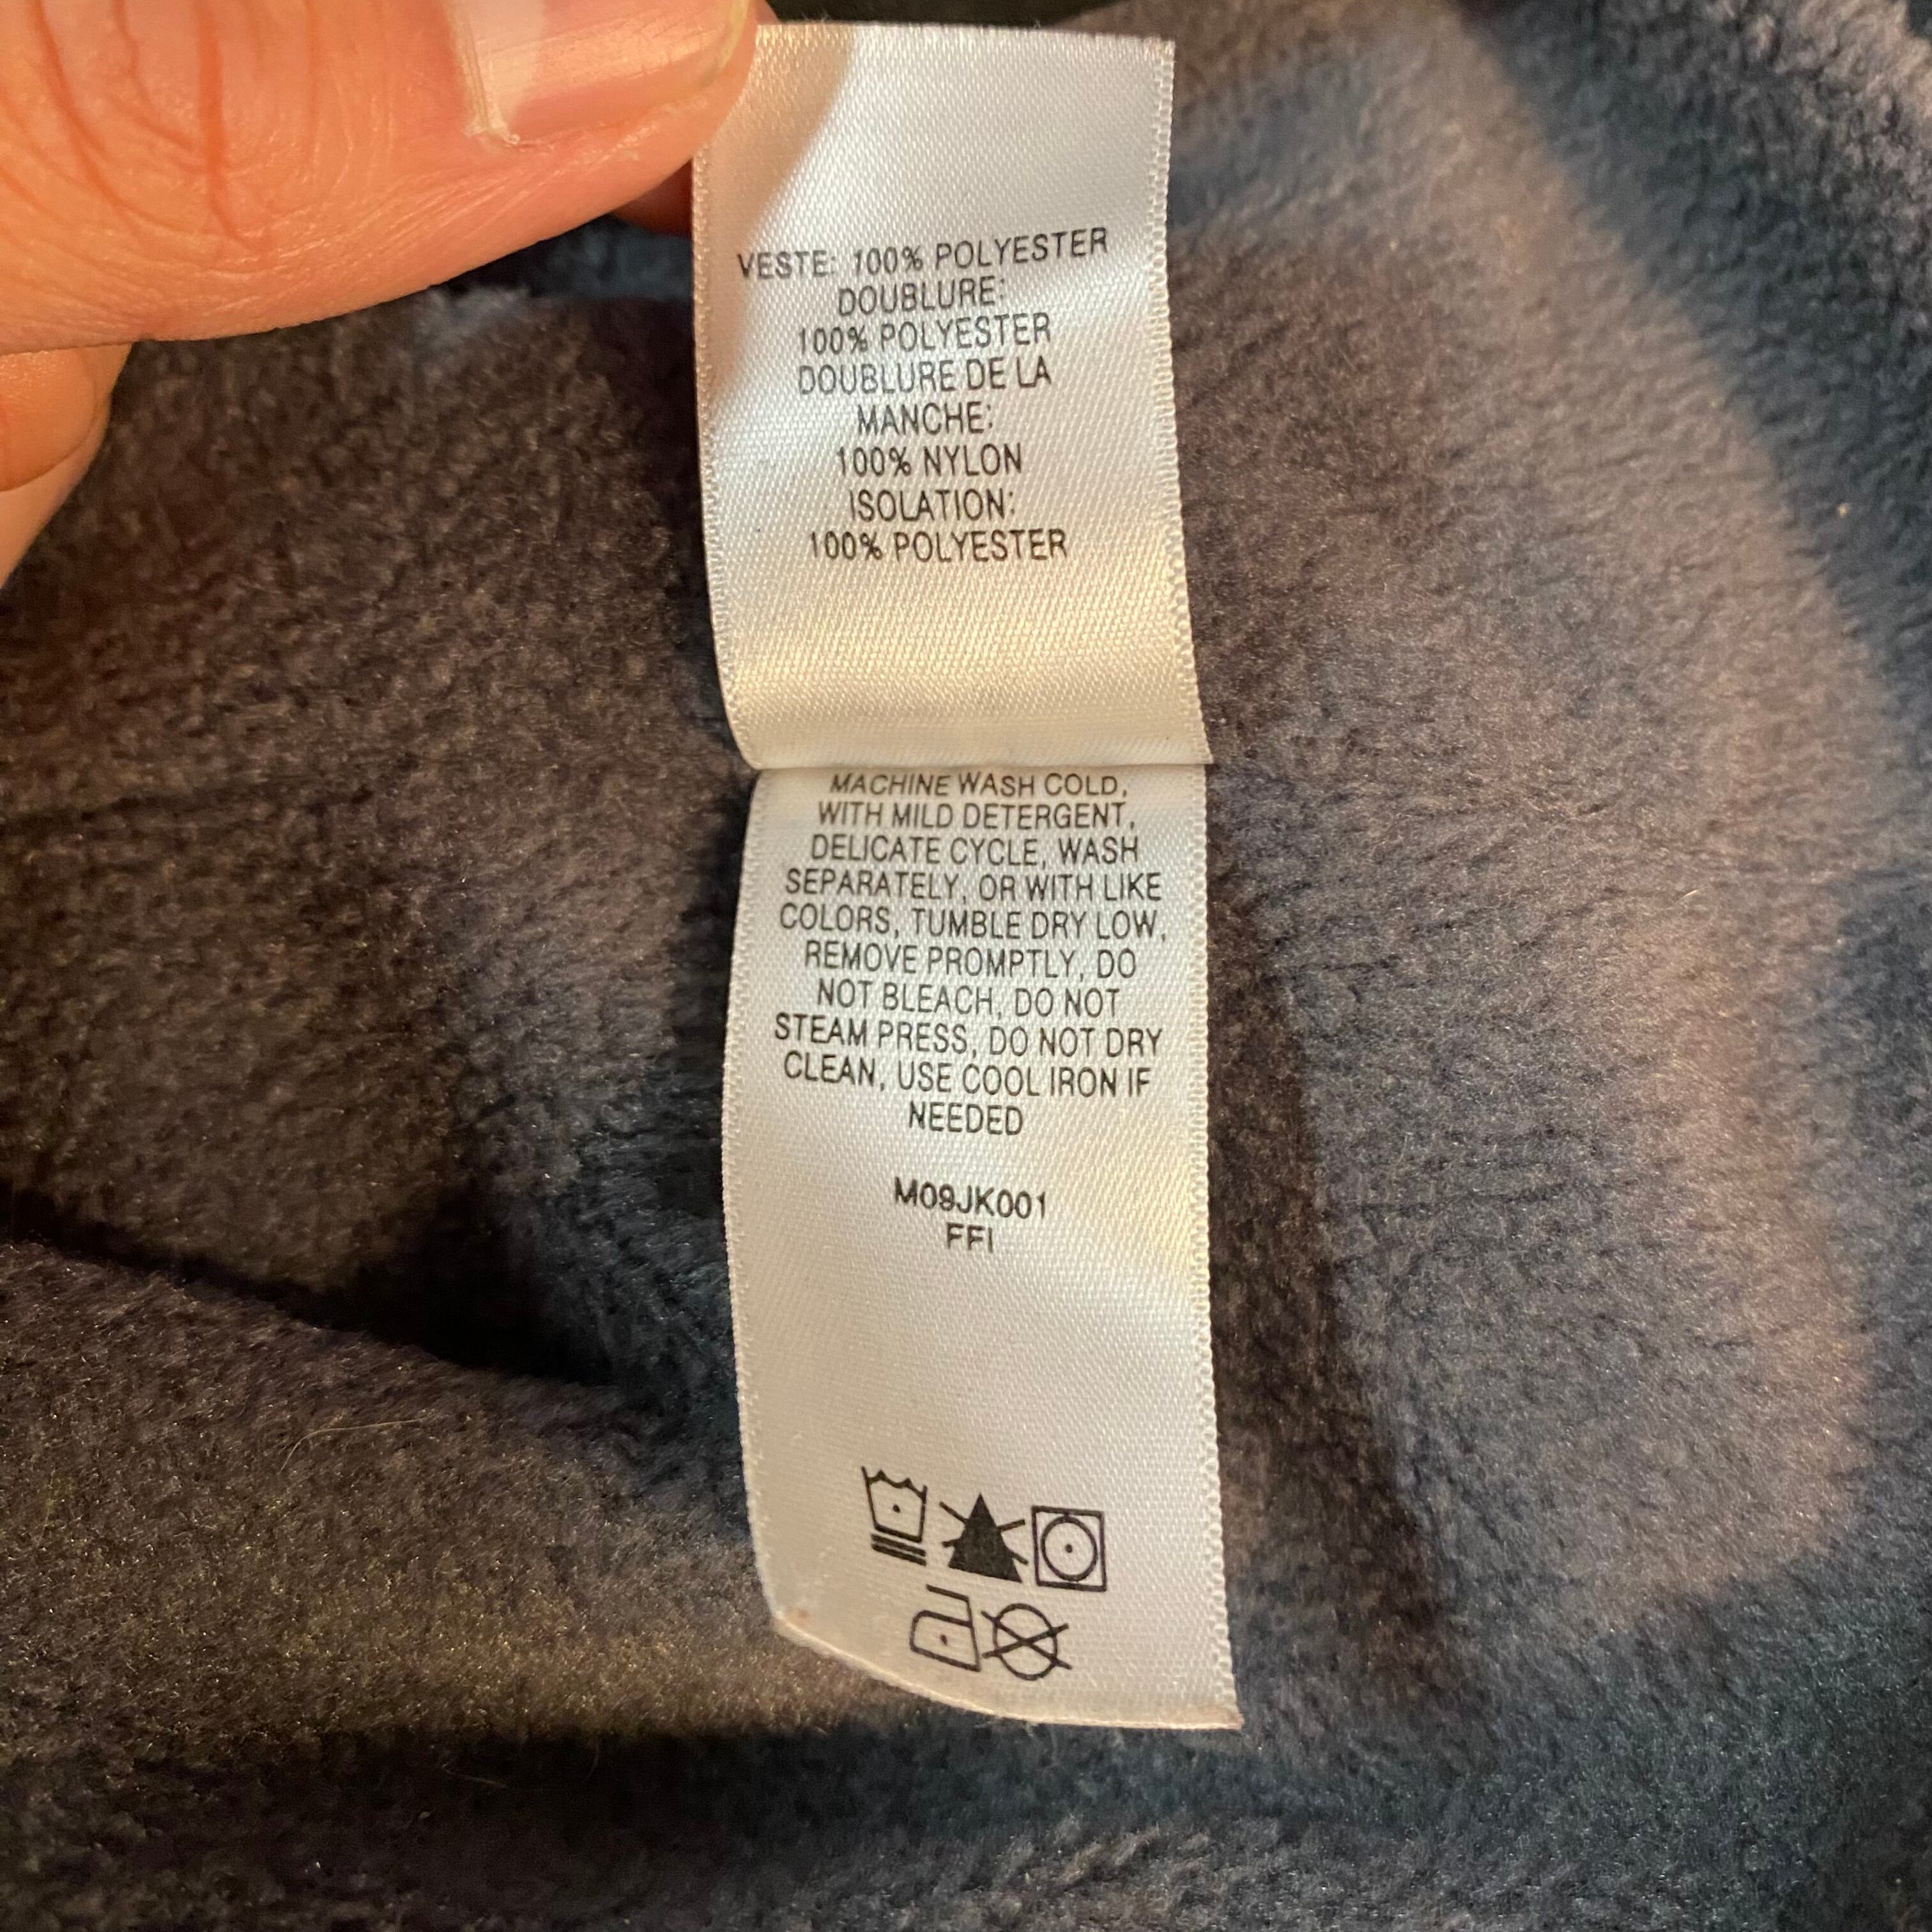 VESTE: 100% POLYESTER
DOUBLURE:
100% POLYESTER
DOUBLURE DE LA
MANCHE:
100% NYLON
ISOLATION:
100% POLYESTER
MACHINE WASH COLD,
WITH MILD DETERGENT,
DELICATE CYCLE, WASH
SEPARATELY, OR WITH LIKE
COLORS, TUMBLE DRY LOW,
REMOVE PROMPTLY, DO
NOT BLEACH, DO NOT
STEAM PRESS, DO NOT DRY
CLEAN, USE COOL IRON IF
NEEDED
M09JK001
FFI